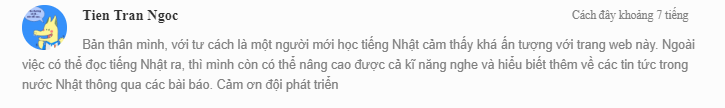 Tien Tran Ngoc
Cách đây khoảng 7 tiếng
Bản thân mình, với tư cách là một người mới học tiếng Nhật cảm thấy khá ấn tượng với trang web này. Ngoài
việc có thể đọc tiếng Nhật ra, thì mình còn có thể nâng cao được cả kĩ năng nghe và hiểu biết thêm về các tin tức trong
nước Nhật thông qua các bài báo. Cảm ơn đội phát triển